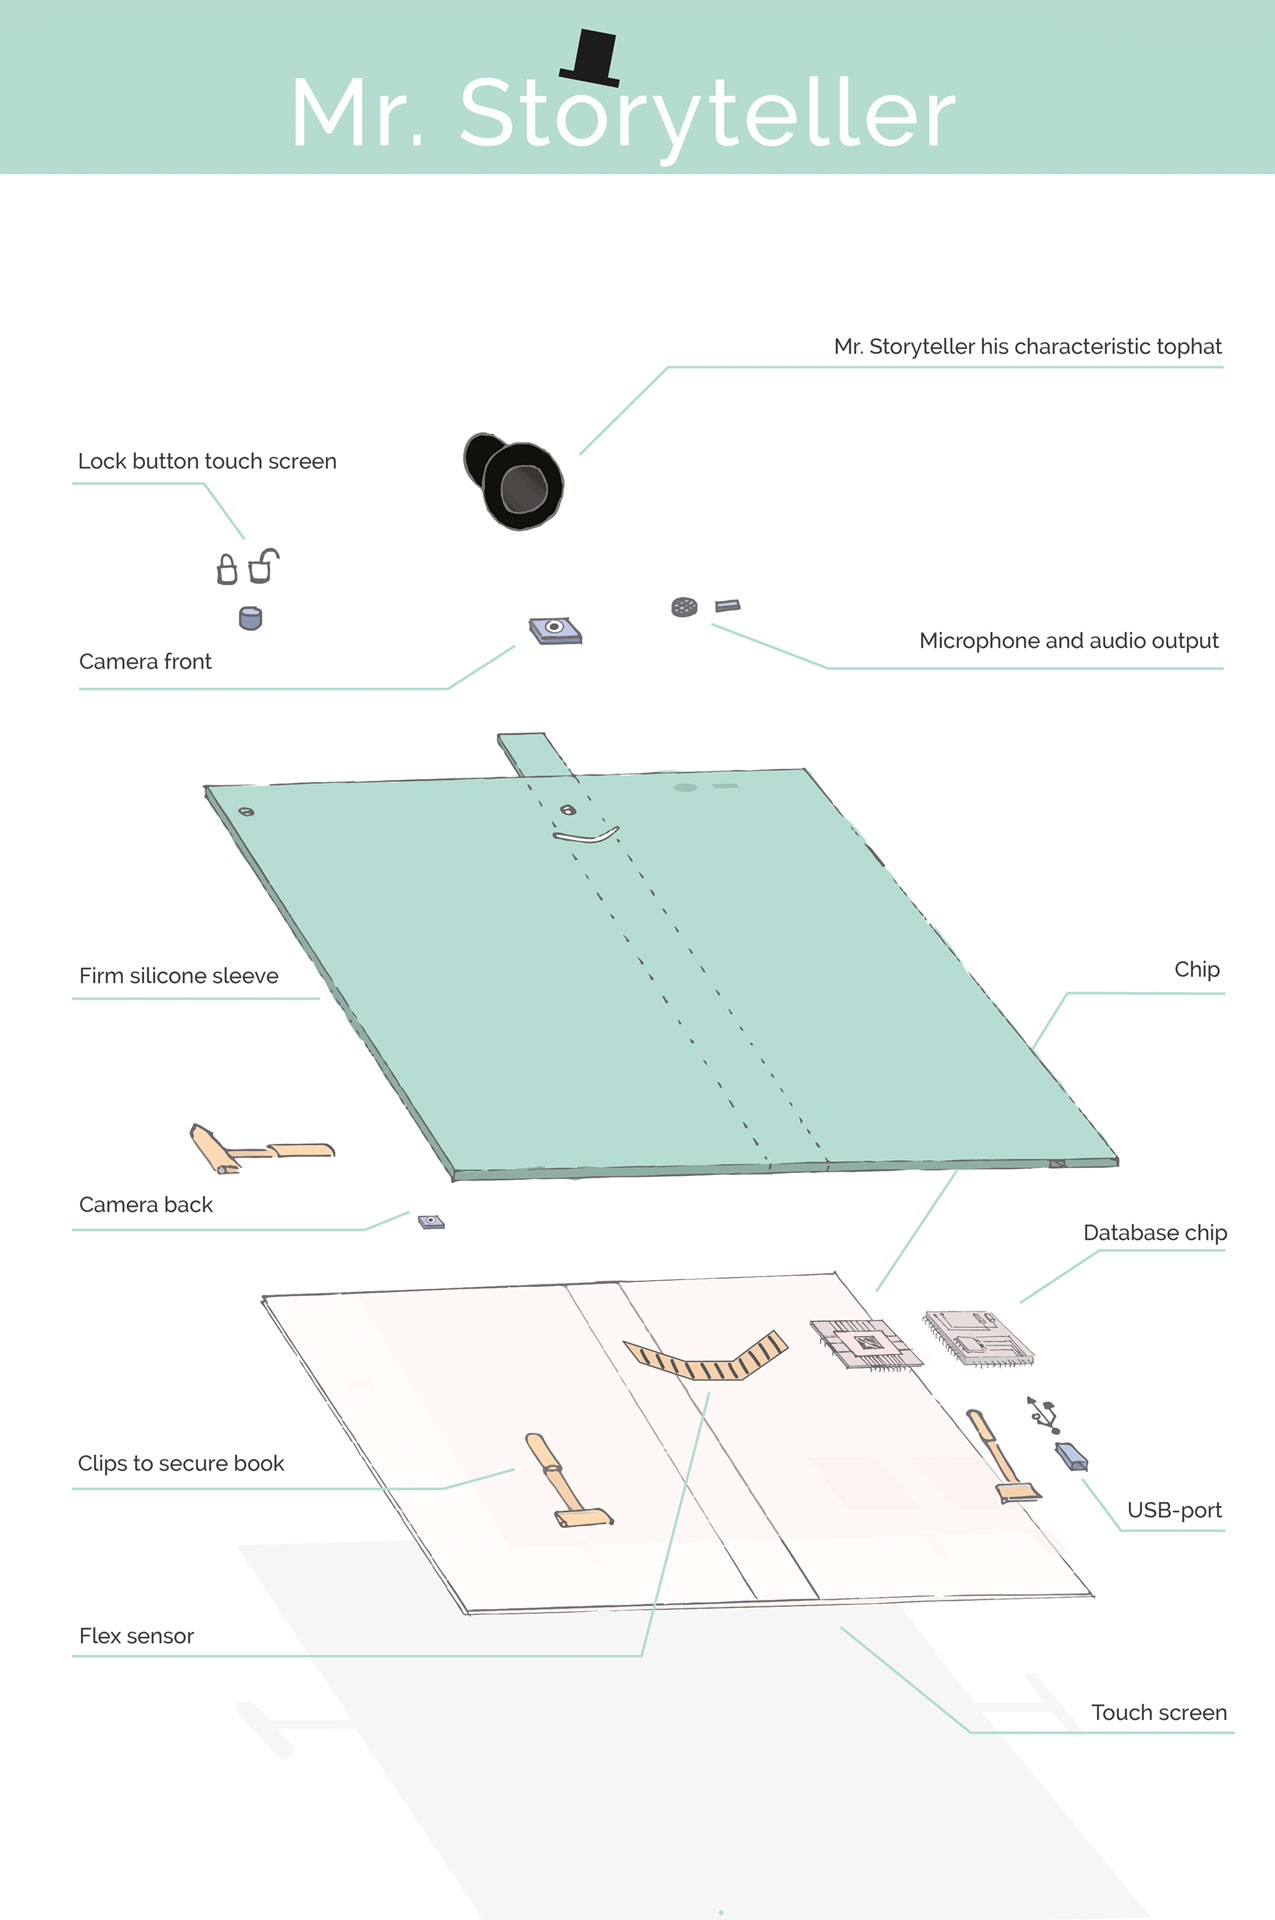 Mr. Storyteller
Mr. Storyteller his characteristic tophat
Lock button touch screen
Microphone and audio output
Camera front
Chip
Firm silicone sleeve
Camera back
Database chip
Clips to secure book
USB-port
Flex sensor
Touch screen